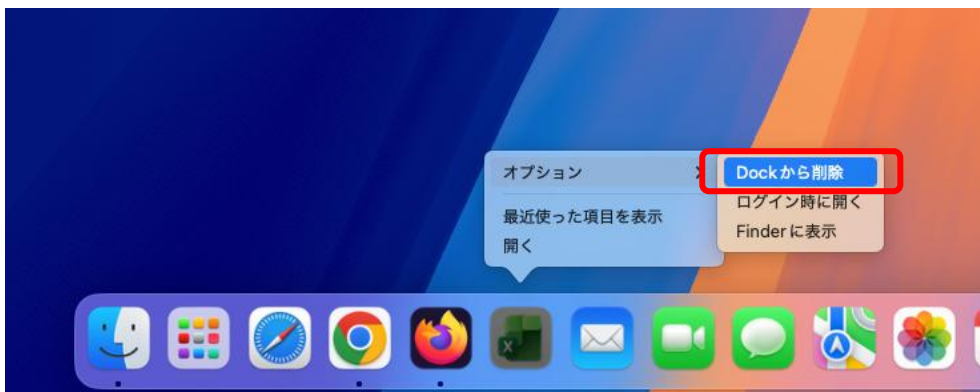 オプション
Dockから削除
ログイン時に開く
最近使った項目を表示
Finderに表示
開く